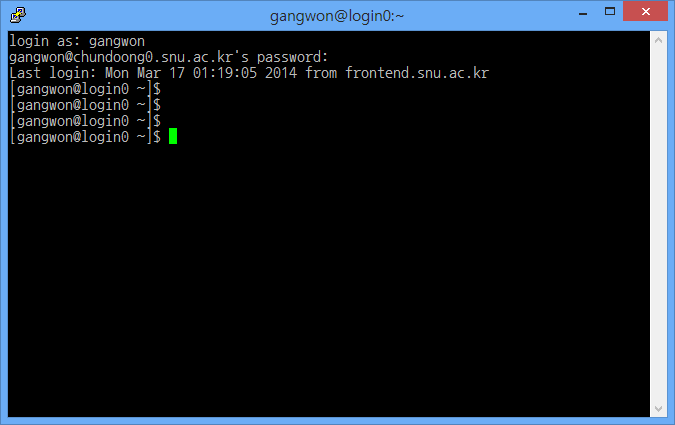 gangwon@login0:~
login as: gangwon
gangwon@chundoong0.snu.ac.kr's password:
Last login: Mon Mar 17 01:19:05 2014 from frontend.snu.ac.kr
[gangwon@login0 ~]$
[gangwon@login0 ~]$
[gangwon@login0 ~]$
[gangwon@login0 ~]$